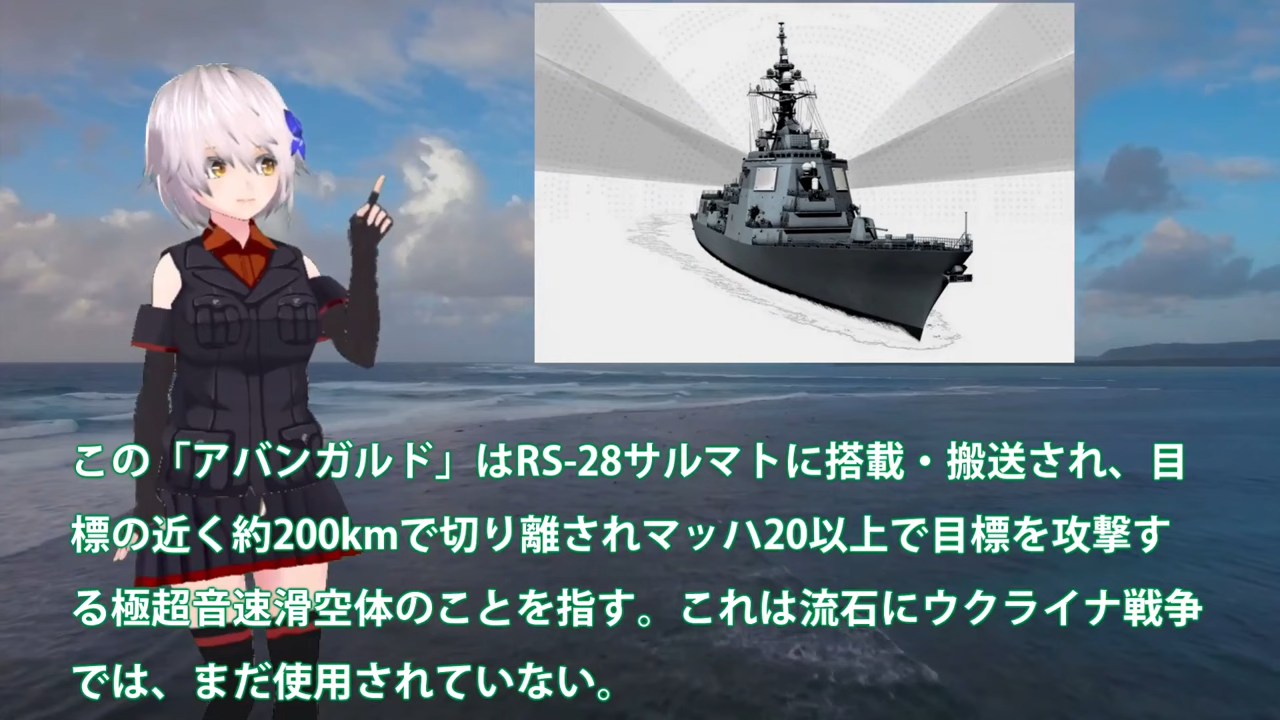 この「アバンガルド」はRS-28サルマトに搭載・搬送され、目
標の近く約200kmで切り離されマッハ20以上で目標を攻撃す
る極超音速滑空体のことを指す。これは流石にウクライナ戦争
では、まだ使用されていない。